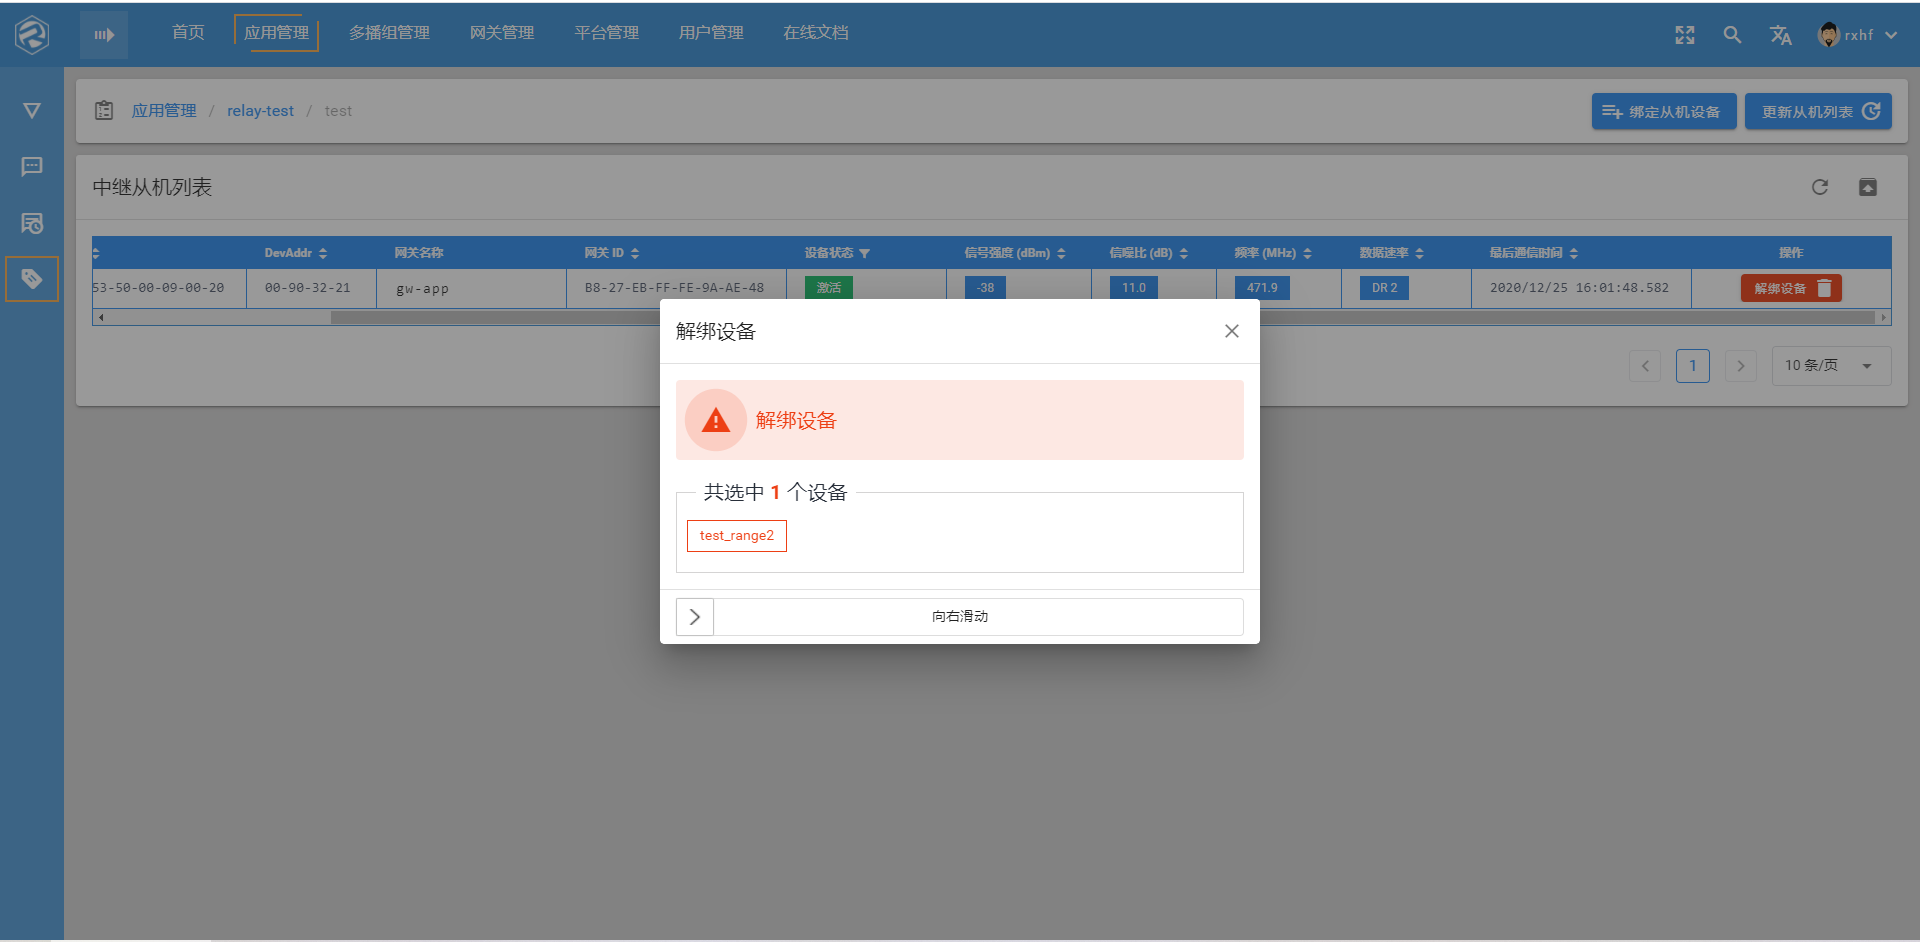 首页 应用管理 多播组管理 网关管理 平台管理 用户管理 在线文档 rxhf
应用管理 / relay-test / test 绑定从机设备 更新从机列表
中继从机列表
DevAddr 网关名称 网关 ID 设备状态 信号强度 (dBm) 信噪比 (dB) 频率 (MHz) 数据速率 最后通信时间 操作
53-50-00-09-00-20 00-90-32-21 gw-app B8-27-EB-FF-FE-9A-AE-48 激活 -38 11.0 471.9 DR 2 2020/12/25 16:01:48.582 解绑设备
1 10 条/页
解绑设备
解绑设备
共选中 1 个设备
test_range2
向右滑动